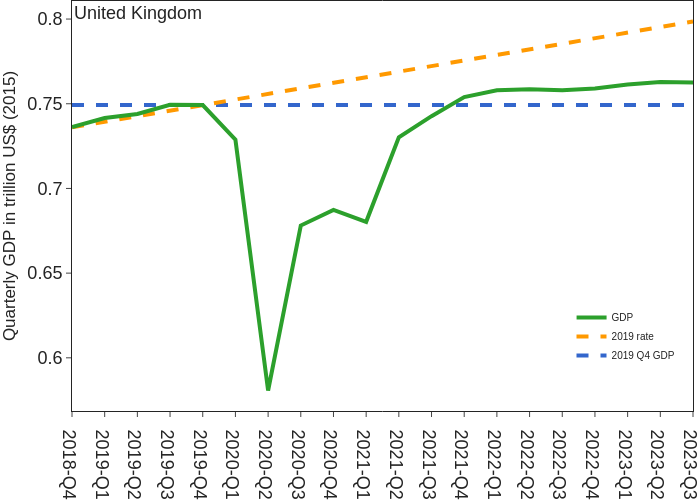 United Kingdom
Quarterly GDP in trillion US$ (2015)
0.8
0.75
0.7
0.65
0.6
GDP
2019 rate
2019 Q4 GDP
2018-Q4
2019-Q1
2019-Q2
2019-Q3
2019-Q4
2020-Q1
2020-Q2
2020-Q3
2020-Q4
2021-Q1
2021-Q2
2021-Q3
2021-Q4
2022-Q1
2022-Q2
2022-Q3
2022-Q4
2023-Q1
2023-Q2
2023-Q3